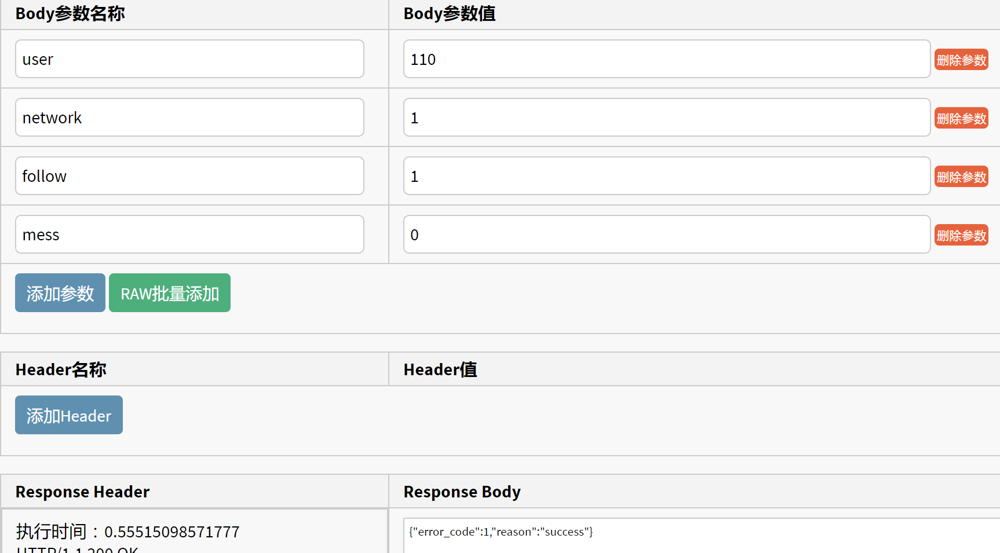 Body参数名称 Body参数值
user 110 删除参数
network 1 删除参数
follow 1 删除参数
mess 0 删除参数
添加参数 RAW批量添加
Header名称 Header值
添加Header
Response Header Response Body
执行时间：0.55515098571777 {"error_code":1,"reason":"success"}
HTTP/1.1 200 OK